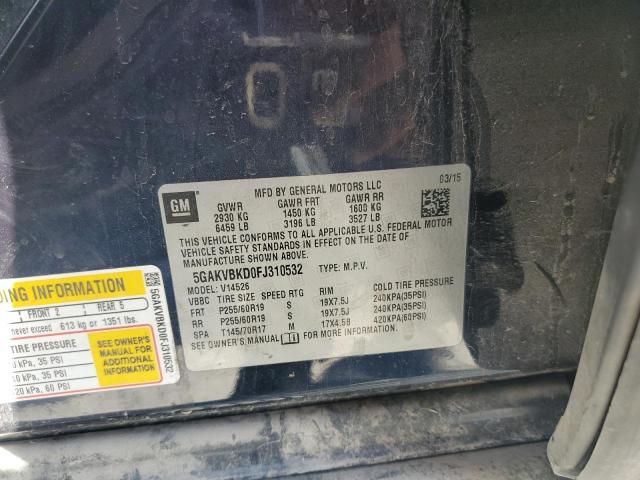 GM
MFD BY GENERAL MOTORS LLC
03/15
GVWR GAWR FRT GAWR RR
2930 KG 1450 KG 1600 KG
6459 LB 3196 LB 3527 LB
THIS VEHICLE CONFORMS TO ALL APPLICABLE U.S. FEDERAL MOTOR
VEHICLE SAFETY STANDARDS IN EFFECT ON THE DATE OF
MANUFACTURE SHOWN ABOVE.
5GAKVBKD0FJ310532 TYPE: M.P.V.
MODEL: V14526
VBBC TIRE SIZE SPEED RTG RIM COLD TIRE PRESSURE
FRT P255/60R19 S 19X7.5J 240KPA(35PSI)
RR P255/60R19 S 19X7.5J 240KPA(35PSI)
SPA T145/70R17 M 17X4.5B 420KPA(60PSI)
SEE OWNER'S MANUAL FOR MORE INFORMATION.
ING INFORMATION
FRONT 2 REAR 5
never exceed 613 kg or 1351 lbs.
TIRE PRESSURE
kPa, 35 PSI
kPa, 35 PSI
20 kPa, 60 PSI
SEE OWNER'S
MANUAL FOR
ADDITIONAL
INFORMATION
5GAKVBKD0FJ310532